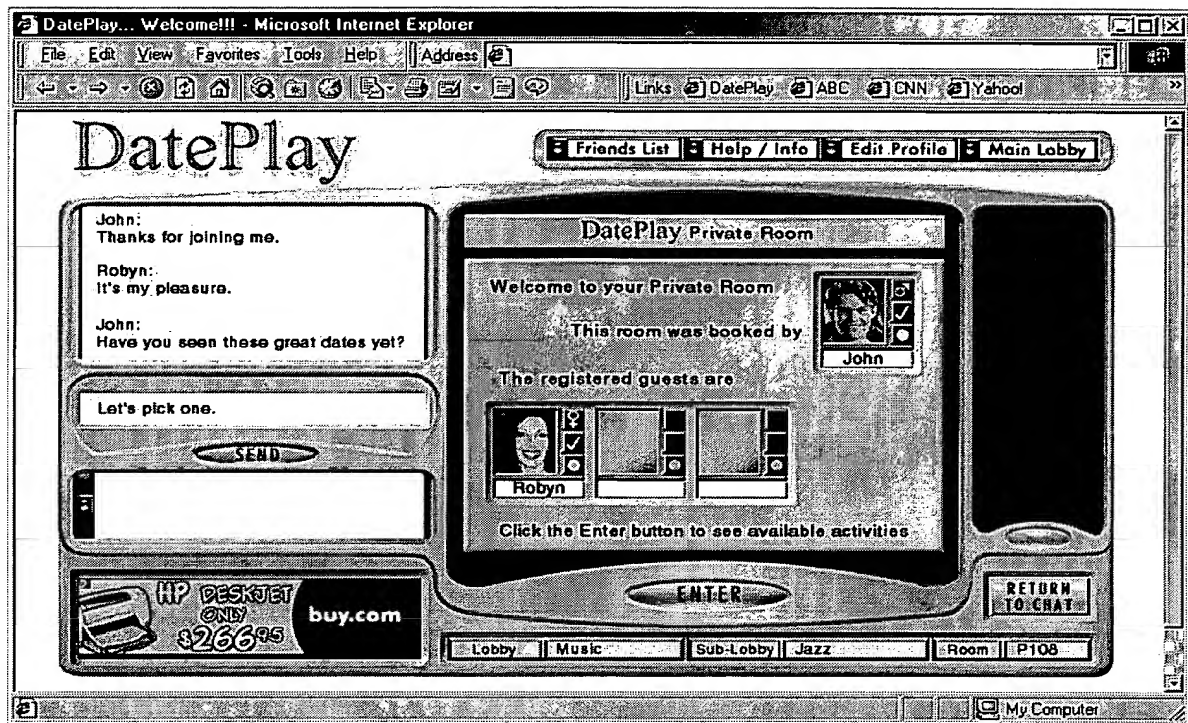 DatePlay... Welcome!!! - Microsoft Internet Explorer
File Edit View Favorites Tools Help Address
Links DatePlay ABC CNN Yahoo! »
DatePlay
Friends List Help / Info Edit Profile Main Lobby
John:
Thanks for joining me.
Robyn:
It's my pleasure.
John:
Have you seen these great dates yet?
Let's pick one.
SEND
DatePlay Private Room
Welcome to your Private Room
This room was booked by
John
The registered guests are
Robyn
Click the Enter button to see available activities
ENTER
HP DESKJET
ONLY
$266.95
buy.com
RETURN
TO CHAT
Lobby Music Sub-Lobby Jazz Room P108
My Computer